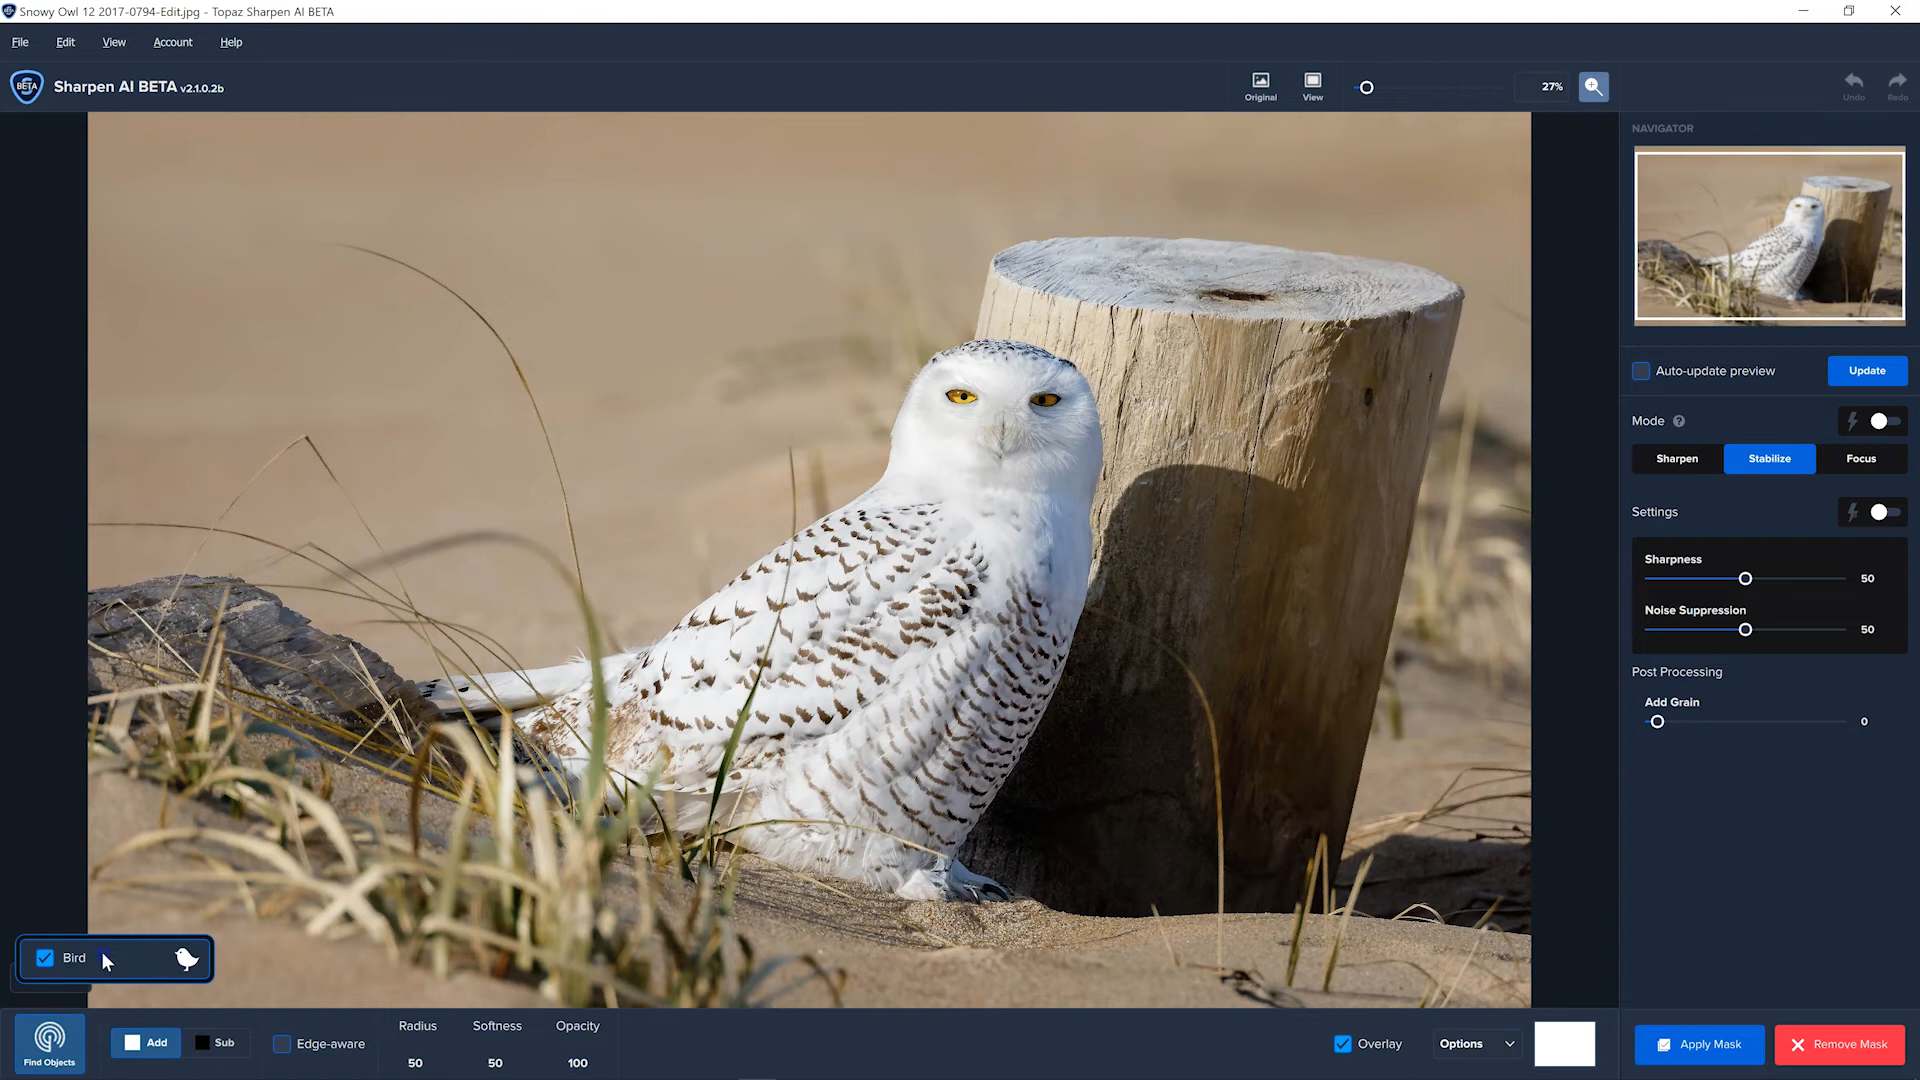 Snowy Owl 12 2017-0794-Edit.jpg - Topaz Sharpen AI BETA
File Edit View Account Help
BETA Sharpen AI BETA v2.1.0.2b
Original View 27% Undo Redo
NAVIGATOR
Auto-update preview Update
Mode ?
Sharpen Stabilize Focus
Settings
Sharpness
50
Noise Suppression
50
Post Processing
Add Grain
0
Bird
Find Objects
Add Sub
Edge-aware
Radius Softness Opacity
50 50 100
Overlay Options
Apply Mask Remove Mask